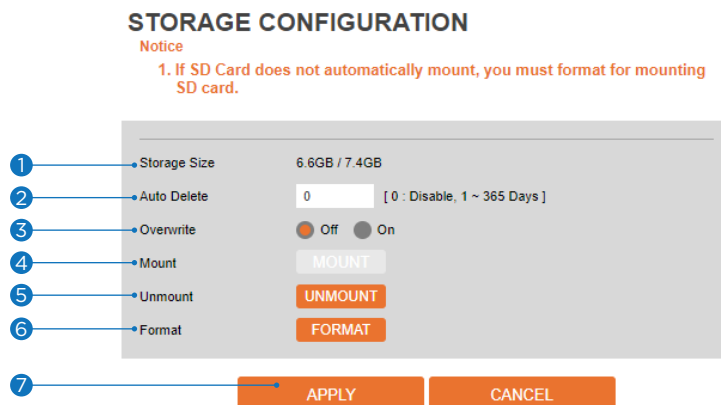 STORAGE CONFIGURATION
Notice
1. If SD Card does not automatically mount, you must format for mounting
SD card.
1 Storage Size 6.6GB / 7.4GB
2 Auto Delete 0 [ 0 : Disable, 1 ~ 365 Days ]
3 Overwrite Off On
4 Mount MOUNT
5 Unmount UNMOUNT
6 Format FORMAT
7 APPLY CANCEL